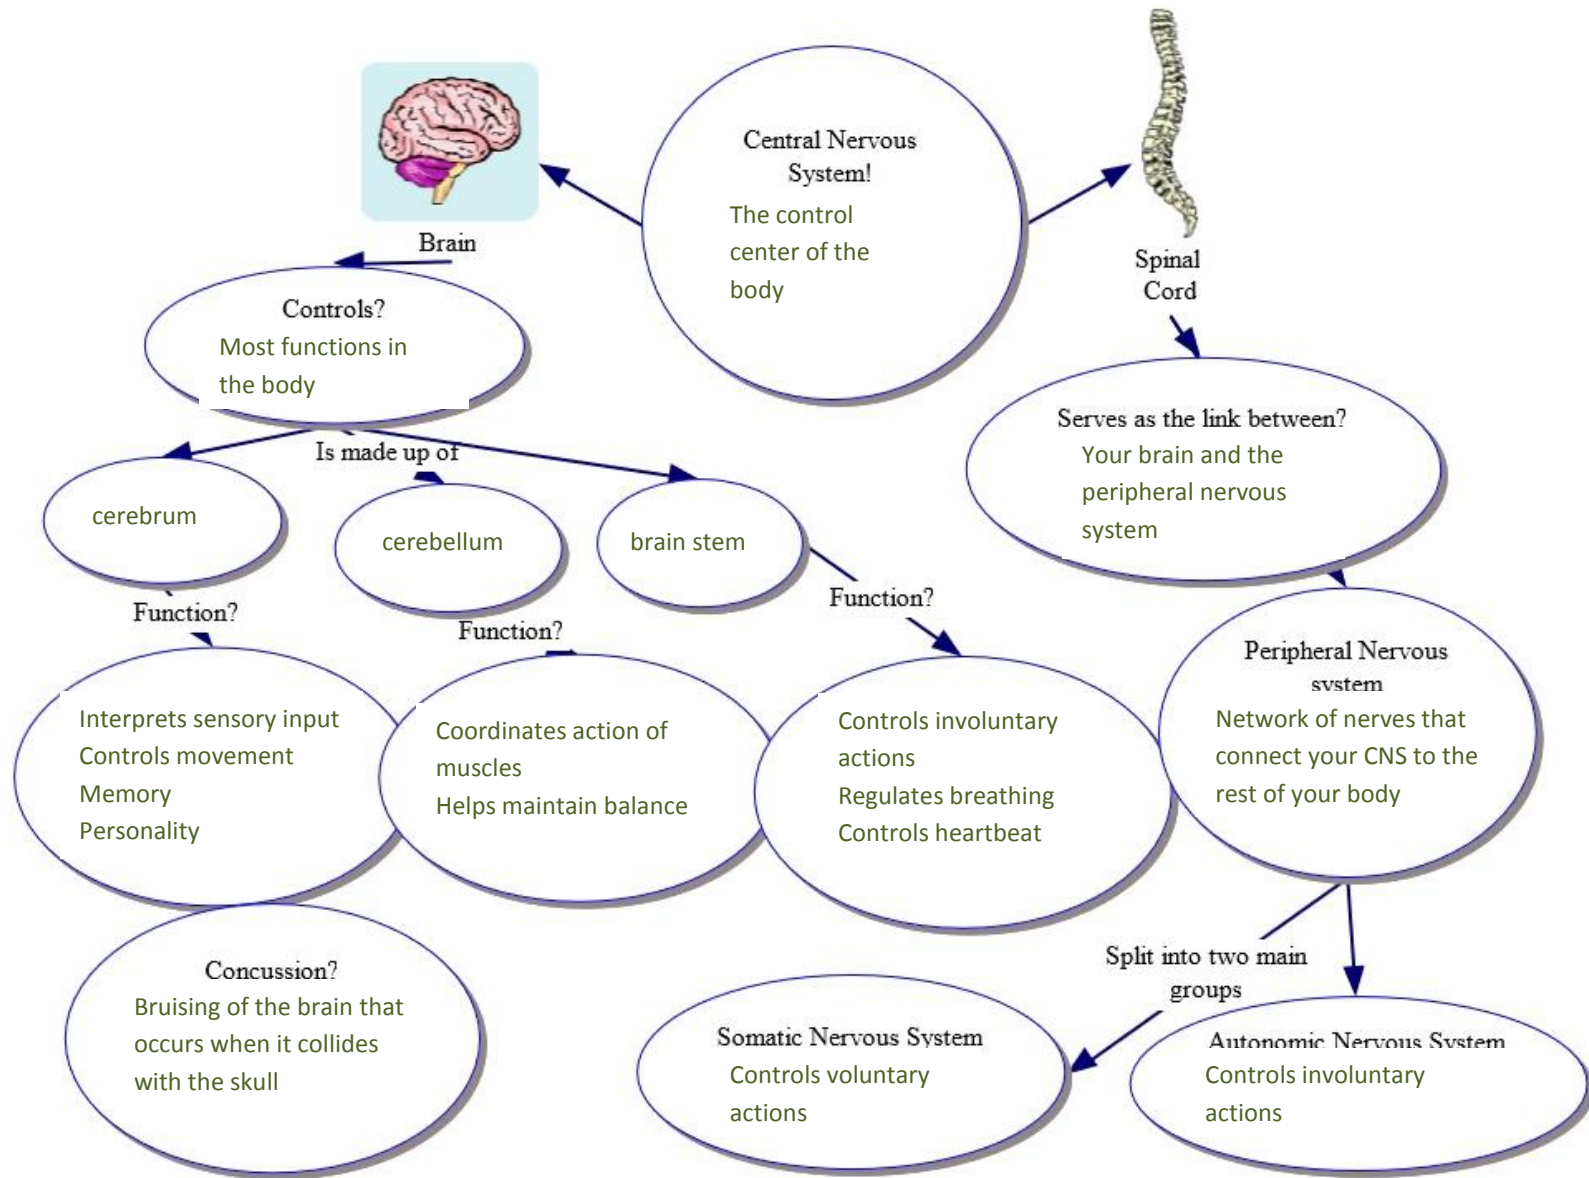 Central Nervous
System!
The control
center of the
body
Brain
Spinal
Cord
Controls?
Most functions in
the body
Is made up of
cerebrum
cerebellum
brain stem
Serves as the link between?
Your brain and the
peripheral nervous
system
Function?
Function?
Function?
Interprets sensory input
Controls movement
Memory
Personality
Coordinates action of
muscles
Helps maintain balance
Controls involuntary
actions
Regulates breathing
Controls heartbeat
Peripheral Nervous
system
Network of nerves that
connect your CNS to the
rest of your body
Concussion?
Bruising of the brain that
occurs when it collides
with the skull
Split into two main
groups
Somatic Nervous System
Controls voluntary
actions
Autonomic Nervous System
Controls involuntary
actions